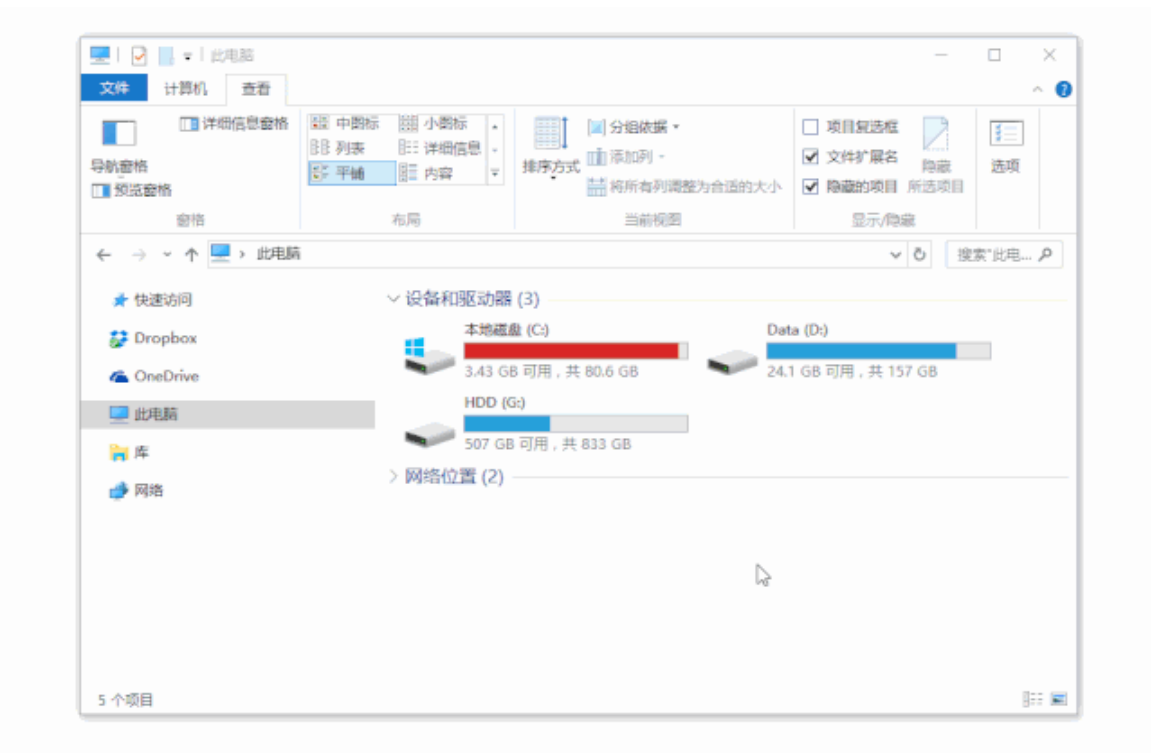 此电脑
文件 计算机 查看
导航窗格
预览窗格
详细信息窗格
窗格
中图标 小图标
列表 详细信息
平铺 内容
布局
排序方式
分组依据
添加列
将所有列调整为合适的大小
当前视图
项目复选框
文件扩展名
隐藏的项目
隐藏
所选项目
显示/隐藏
选项
此电脑
搜索"此电...
快速访问
Dropbox
OneDrive
此电脑
库
网络
设备和驱动器 (3)
本地磁盘 (C:)
3.43 GB 可用，共 80.6 GB
Data (D:)
24.1 GB 可用，共 157 GB
HDD (G:)
507 GB 可用，共 833 GB
网络位置 (2)
5 个项目